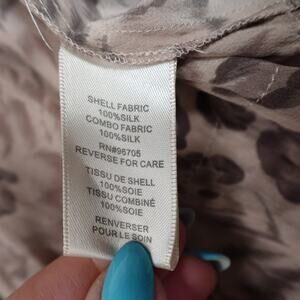 SHELL FABRIC
100%SILK
COMBO FABRIC
100%SILK
RN#96705
REVERSE FOR CARE
TISSU DE SHELL
100%SOIE
TISSU COMBINÉ
100%SOIE
RENVERSER
POUR LE SOIN